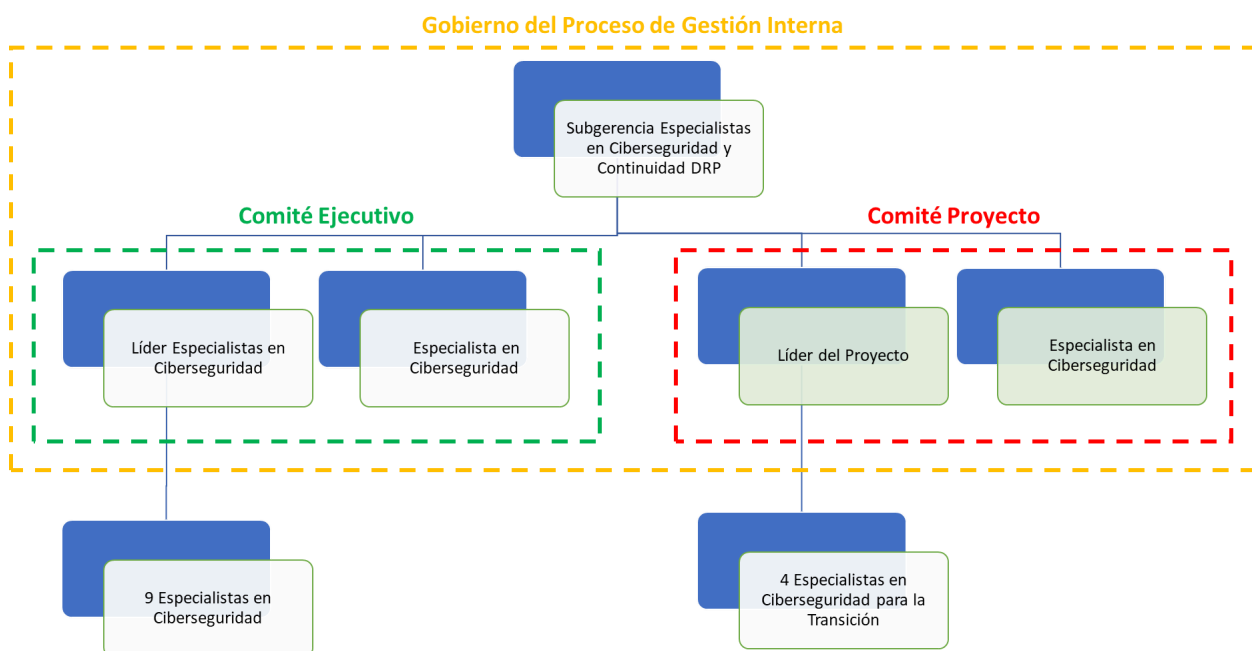 Gobierno del Proceso de Gestión Interna
Subgerencia Especialistas
en Ciberseguridad y
Continuidad DRP
Comité Ejecutivo
Comité Proyecto
Líder Especialistas en
Ciberseguridad
Especialista en
Ciberseguridad
Líder del Proyecto
Especialista en
Ciberseguridad
9 Especialistas en
Ciberseguridad
4 Especialistas en
Ciberseguridad para la
Transición